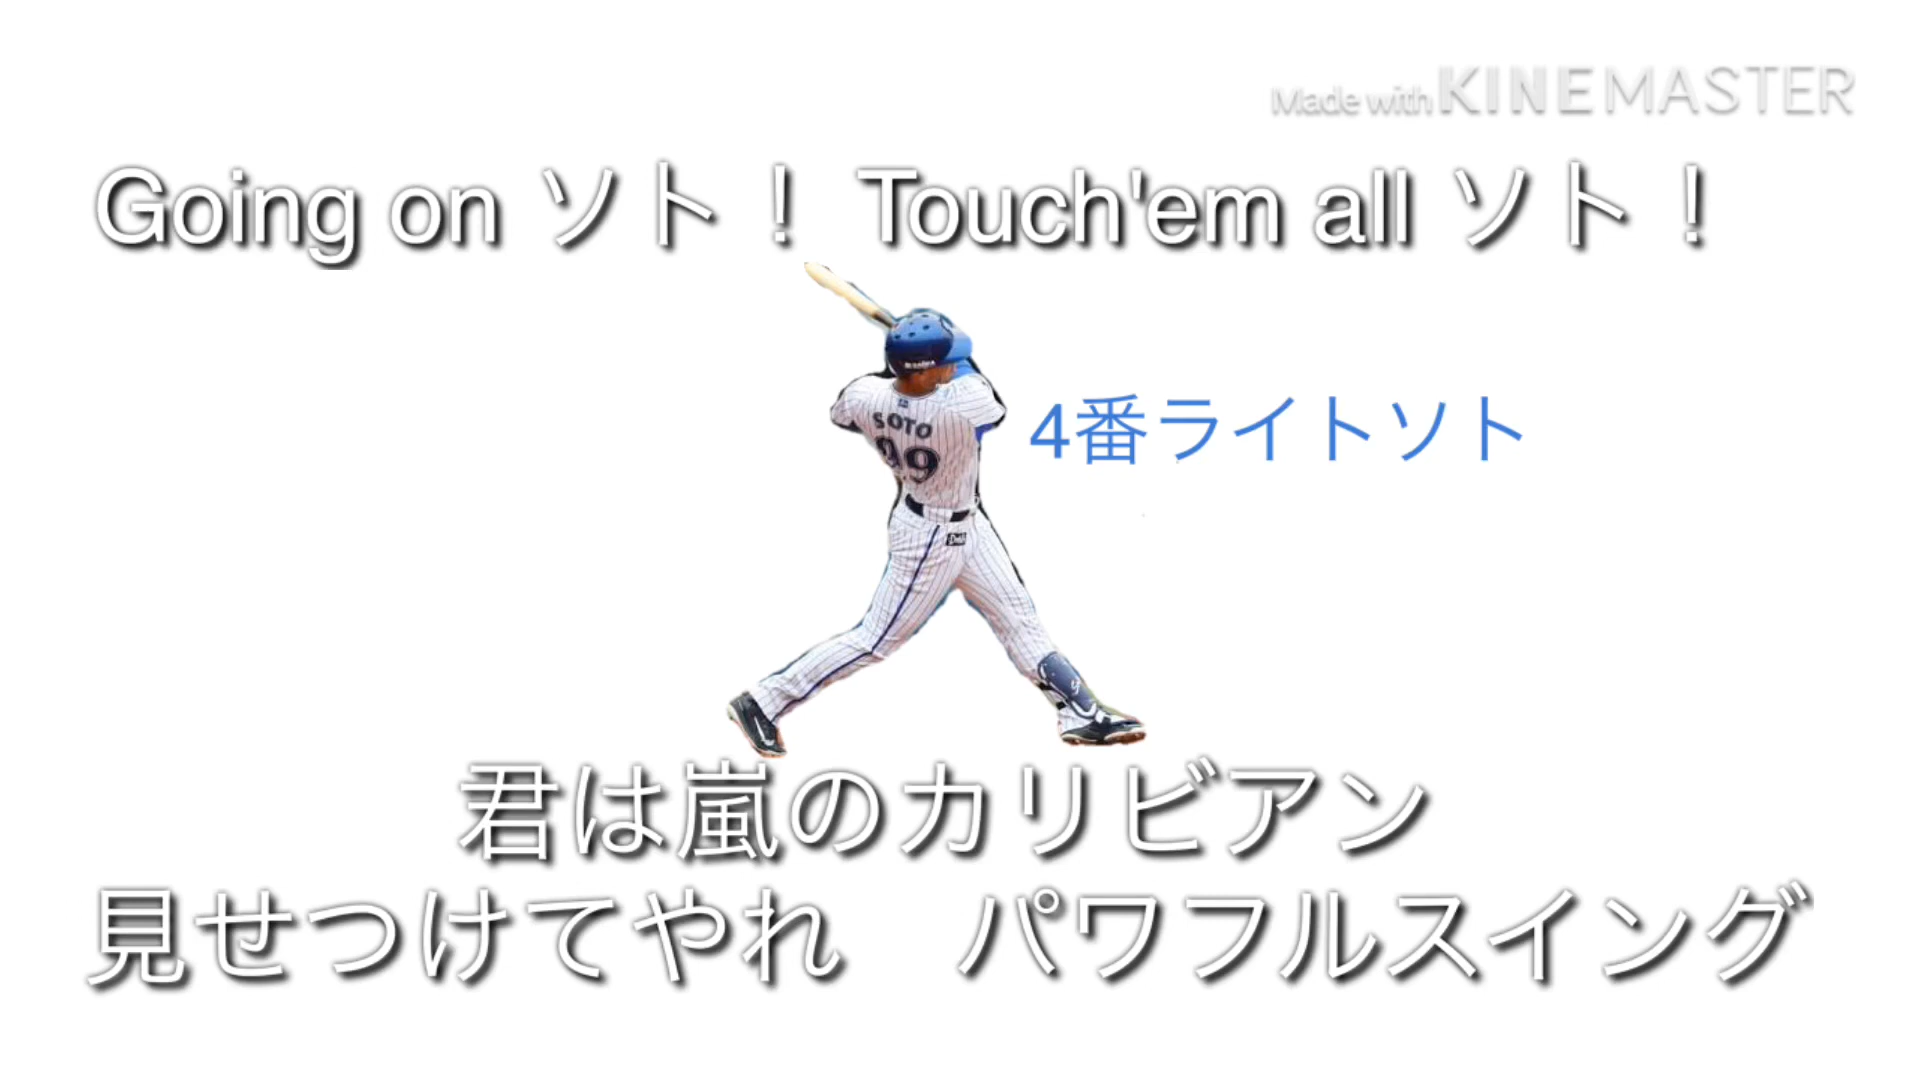 Made with KINEMASTER
Going on ソト！ Touch'em all ソト！
SOTO
99
4番ライトソト
君は嵐のカリビアン
見せつけてやれ　パワフルスイング